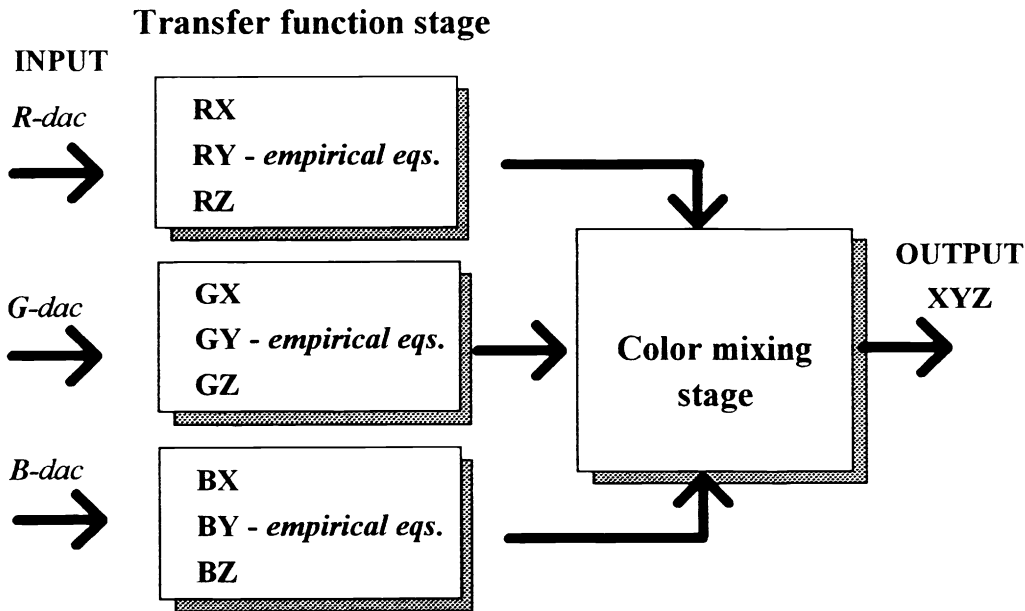 Transfer function stage
INPUT
R-dac
RX
RY - empirical eqs.
RZ
G-dac
GX
GY - empirical eqs.
GZ
B-dac
BX
BY - empirical eqs.
BZ
Color mixing
stage
OUTPUT
XYZ